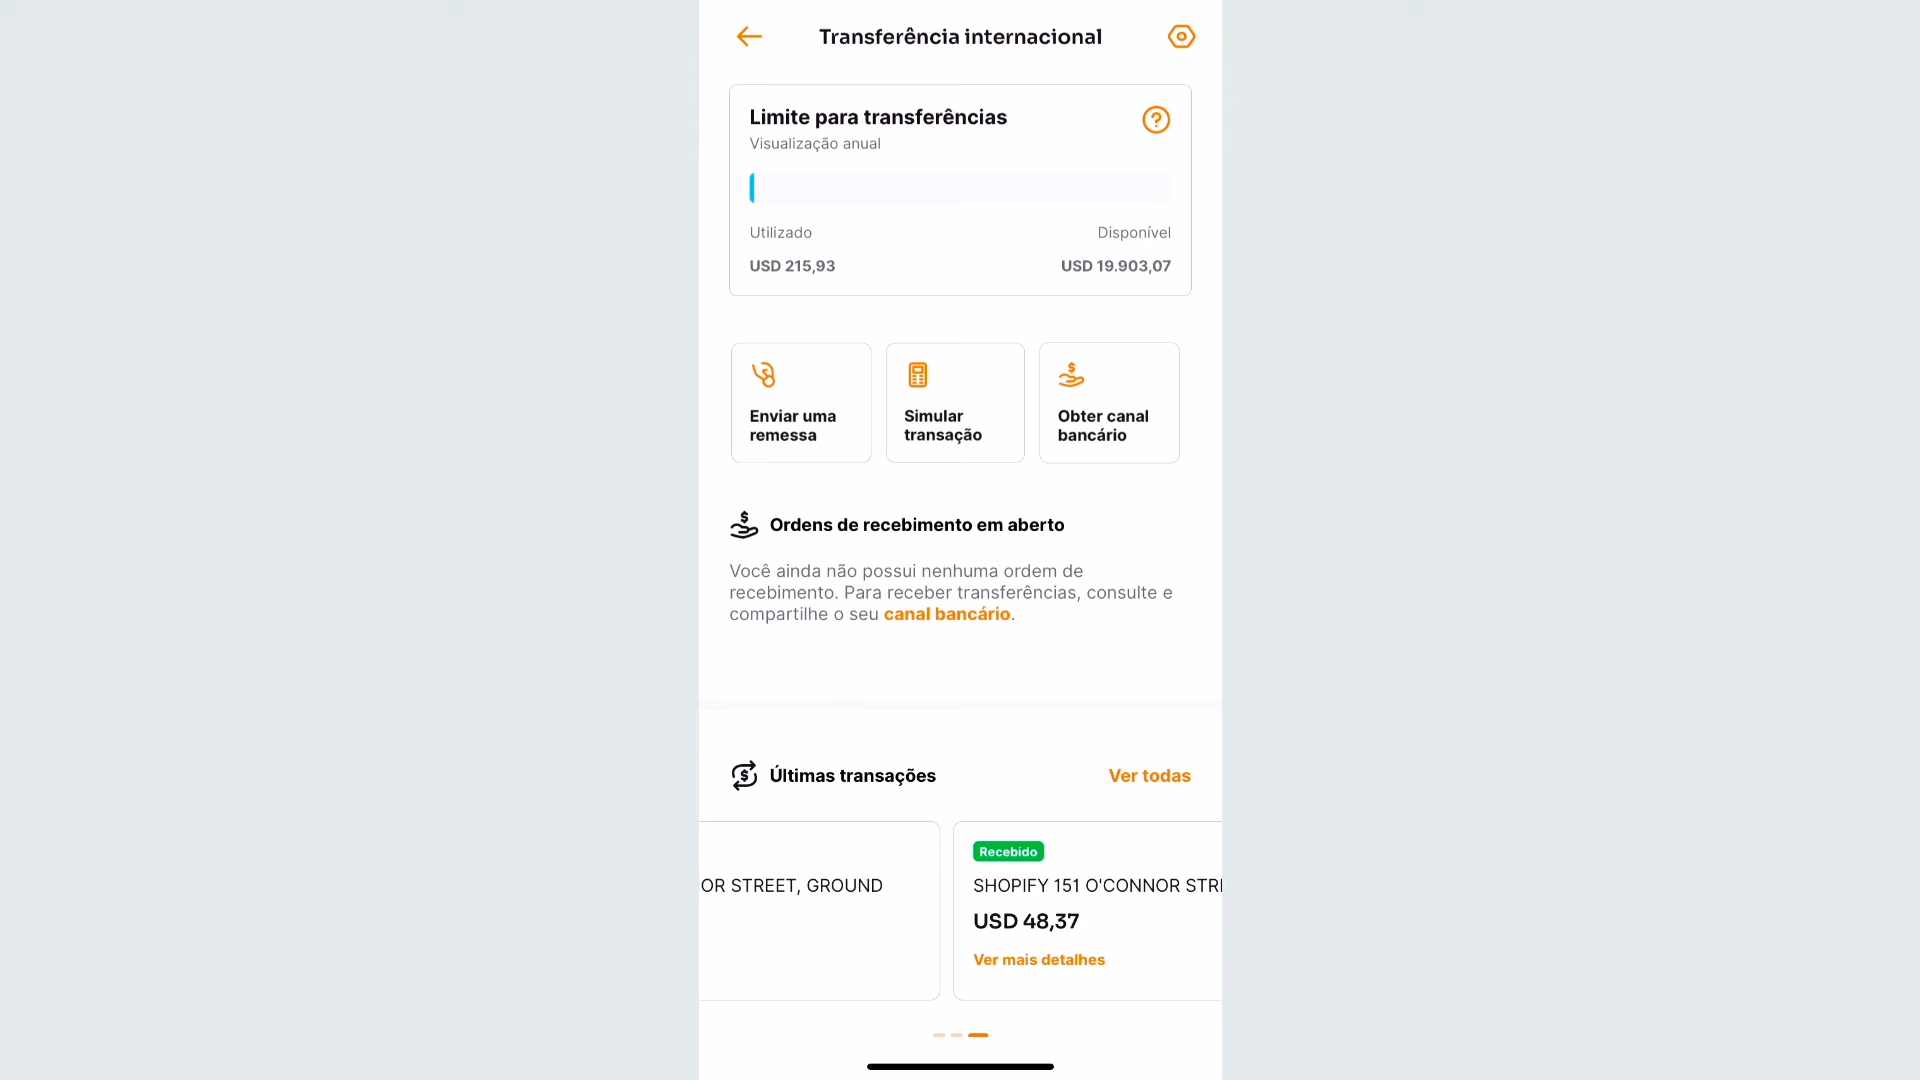 Transferência internacional
Limite para transferências
Visualização anual
Utilizado
Disponível
USD 215,93
USD 19.903,07
Enviar uma
remessa
Simular
transação
Obter canal
bancário
Ordens de recebimento em aberto
Você ainda não possui nenhuma ordem de
recebimento. Para receber transferências, consulte e
compartilhe o seu canal bancário.
Últimas transações
Ver todas
OR STREET, GROUND
Recebido
SHOPIFY 151 O'CONNOR STR
USD 48,37
Ver mais detalhes